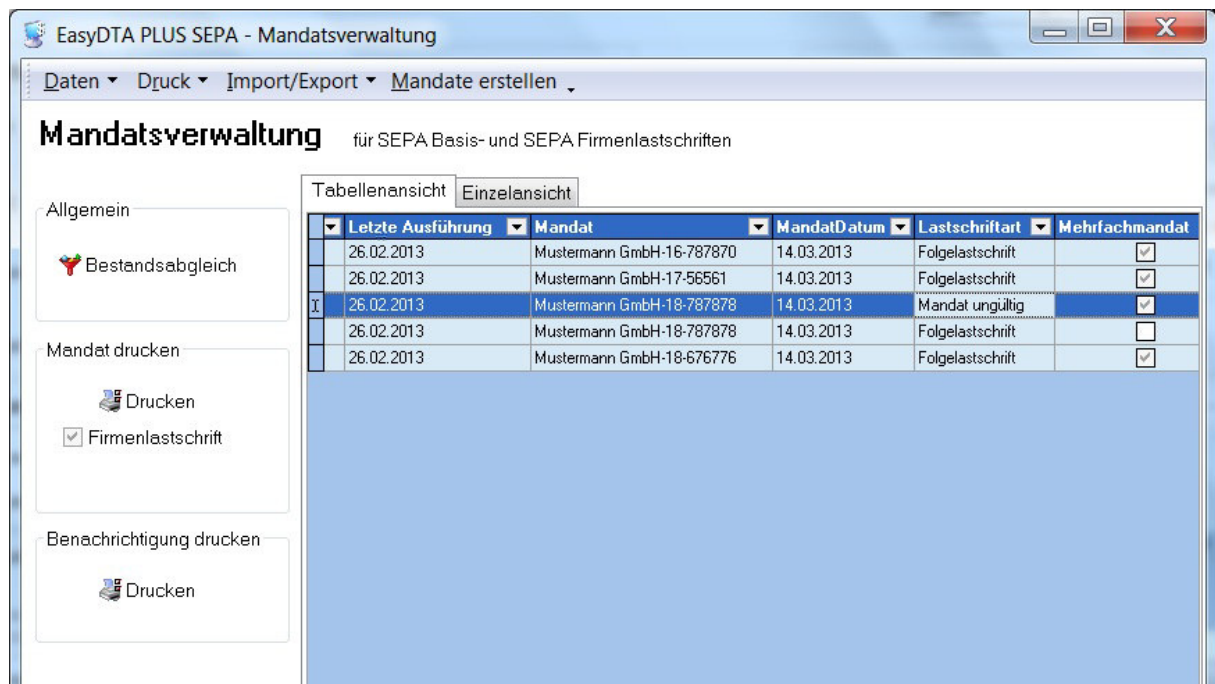 EasyDTA PLUS SEPA - Mandatsverwaltung
Daten Druck Import/Export Mandate erstellen
Mandatsverwaltung für SEPA Basis- und SEPA Firmenlastschriften
Tabellenansicht Einzelansicht
Allgemein
Bestandsabgleich
Mandat drucken
Drucken
Firmenlastschrift
Benachrichtigung drucken
Drucken
Letzte Ausführung Mandat MandatDatum Lastschriftart Mehrfachmandat
26.02.2013 Mustermann GmbH-16-787870 14.03.2013 Folgelastschrift
26.02.2013 Mustermann GmbH-17-56561 14.03.2013 Folgelastschrift
26.02.2013 Mustermann GmbH-18-787878 14.03.2013 Mandat ungültig
26.02.2013 Mustermann GmbH-18-787878 14.03.2013 Folgelastschrift
26.02.2013 Mustermann GmbH-18-676776 14.03.2013 Folgelastschrift